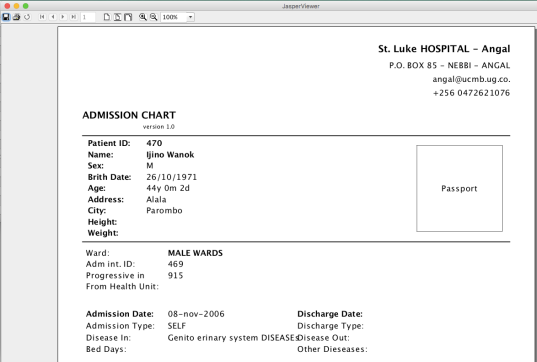 JasperViewer
1
100%
St. Luke HOSPITAL - Angal
P.O. BOX 85 - NEBBI - ANGAL
angal@ucmb.ug.co.
+256 0472621076
ADMISSION CHART
version 1.0
Patient ID: 470
Name: Ijino Wanok
Sex: M
Brith Date: 26/10/1971
Age: 44y 0m 2d
Address: Alala
City: Parombo
Height:
Weight:
Passport
Ward: MALE WARDS
Adm int. ID: 469
Progressive in 915
From Health Unit:
Admission Date: 08-nov-2006 Discharge Date:
Admission Type: SELF Discharge Type:
Disease In: Genito erinary system DISEASEs Disease Out:
Bed Days: Other Dieseases: